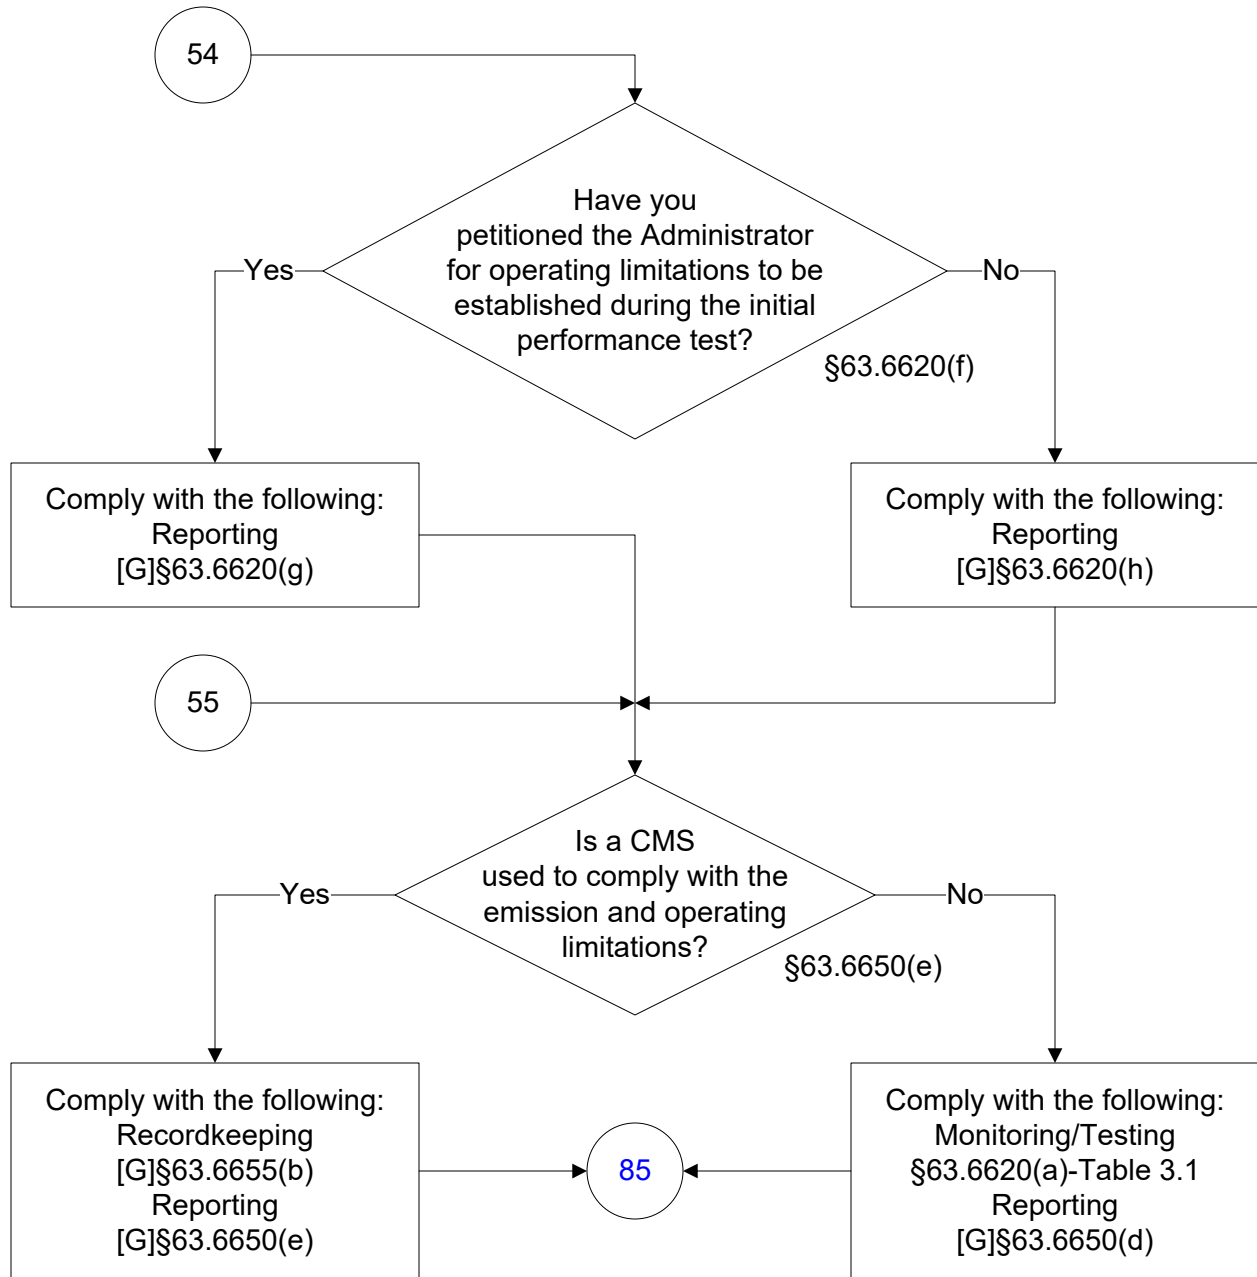 54
Have you
petitioned the Administrator
for operating limitations to be
established during the initial
performance test?
Yes
No
§63.6620(f)
Comply with the following:
Reporting
[G]§63.6620(g)
Comply with the following:
Reporting
[G]§63.6620(h)
55
Is a CMS
used to comply with the
emission and operating
limitations?
Yes
No
§63.6650(e)
Comply with the following:
Recordkeeping
[G]§63.6655(b)
Reporting
[G]§63.6650(e)
85
Comply with the following:
Monitoring/Testing
§63.6620(a)-Table 3.1
Reporting
[G]§63.6650(d)